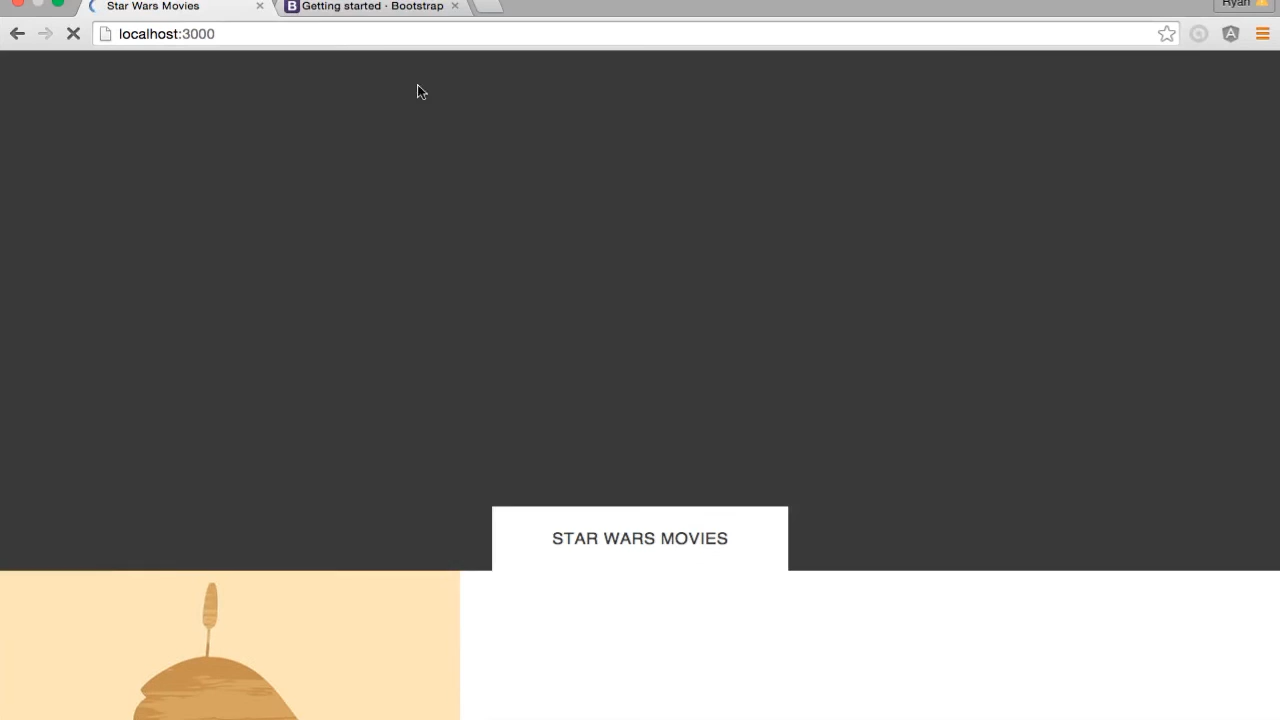 Star Wars Movies
Getting started · Bootstrap
Ryan
localhost:3000
STAR WARS MOVIES